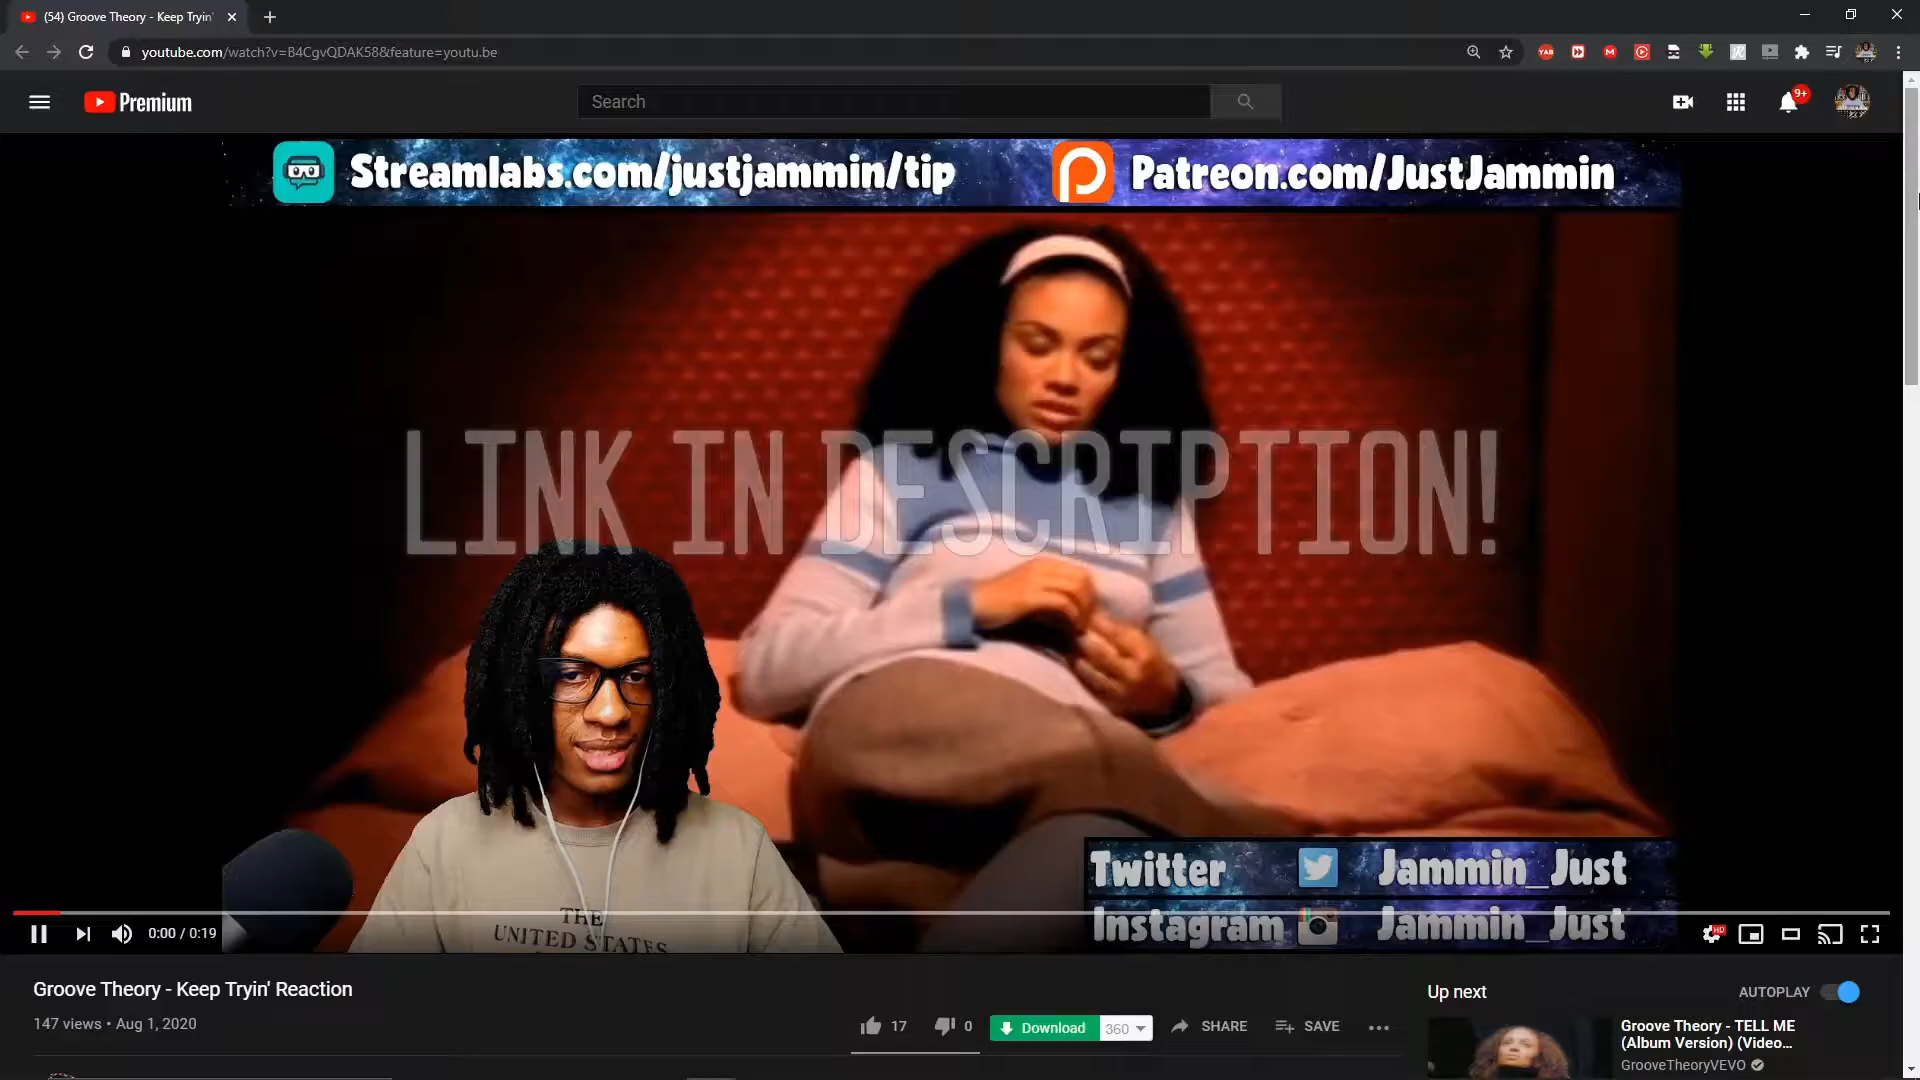 (54) Groove Theory - Keep Tryin'
youtube.com/watch?v=B4CgvQDAK58&feature=youtu.be
Premium
Search
9+
Streamlabs.com/justjammin/tip
Patreon.com/JustJammin
LINK IN DESCRIPTION!
THE
UNITED STATES
Twitter Jammin_Just
Instagram Jammin_Just
0:00 / 0:19
HD
Groove Theory - Keep Tryin' Reaction
147 views • Aug 1, 2020
17
0
Download
360
SHARE
SAVE
Up next
AUTOPLAY
Groove Theory - TELL ME
(Album Version) (Video...
GrooveTheoryVEVO